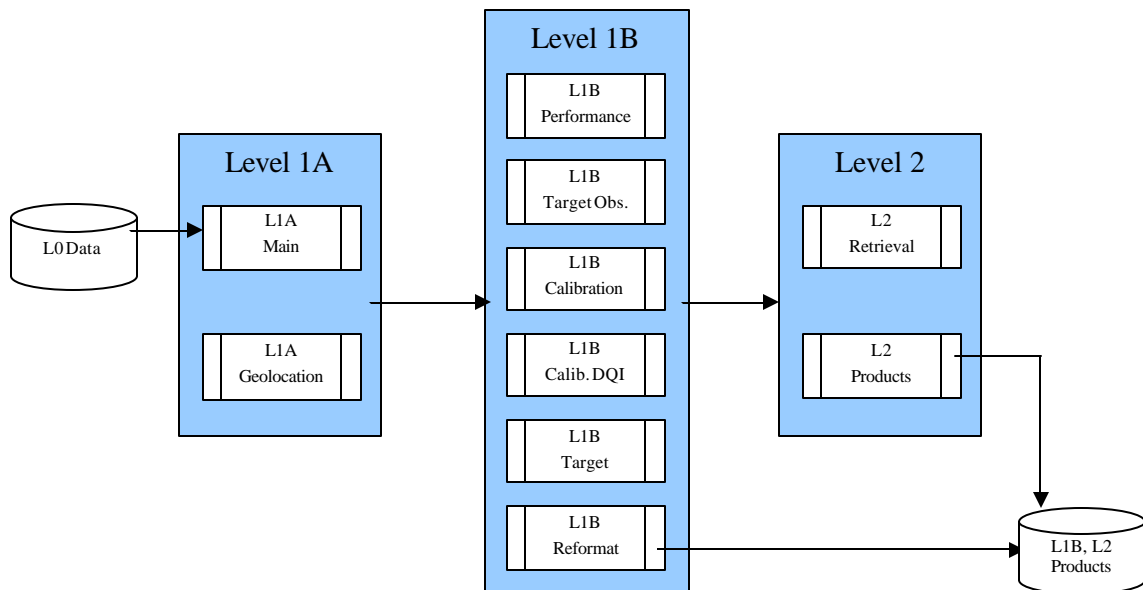 L0 Data
Level 1A
L1A
Main
L1A
Geolocation
Level 1B
L1B
Performance
L1B
Target Obs.
L1B
Calibration
L1B
Calib. DQI
L1B
Target
L1B
Reformat
Level 2
L2
Retrieval
L2
Products
L1B, L2
Products